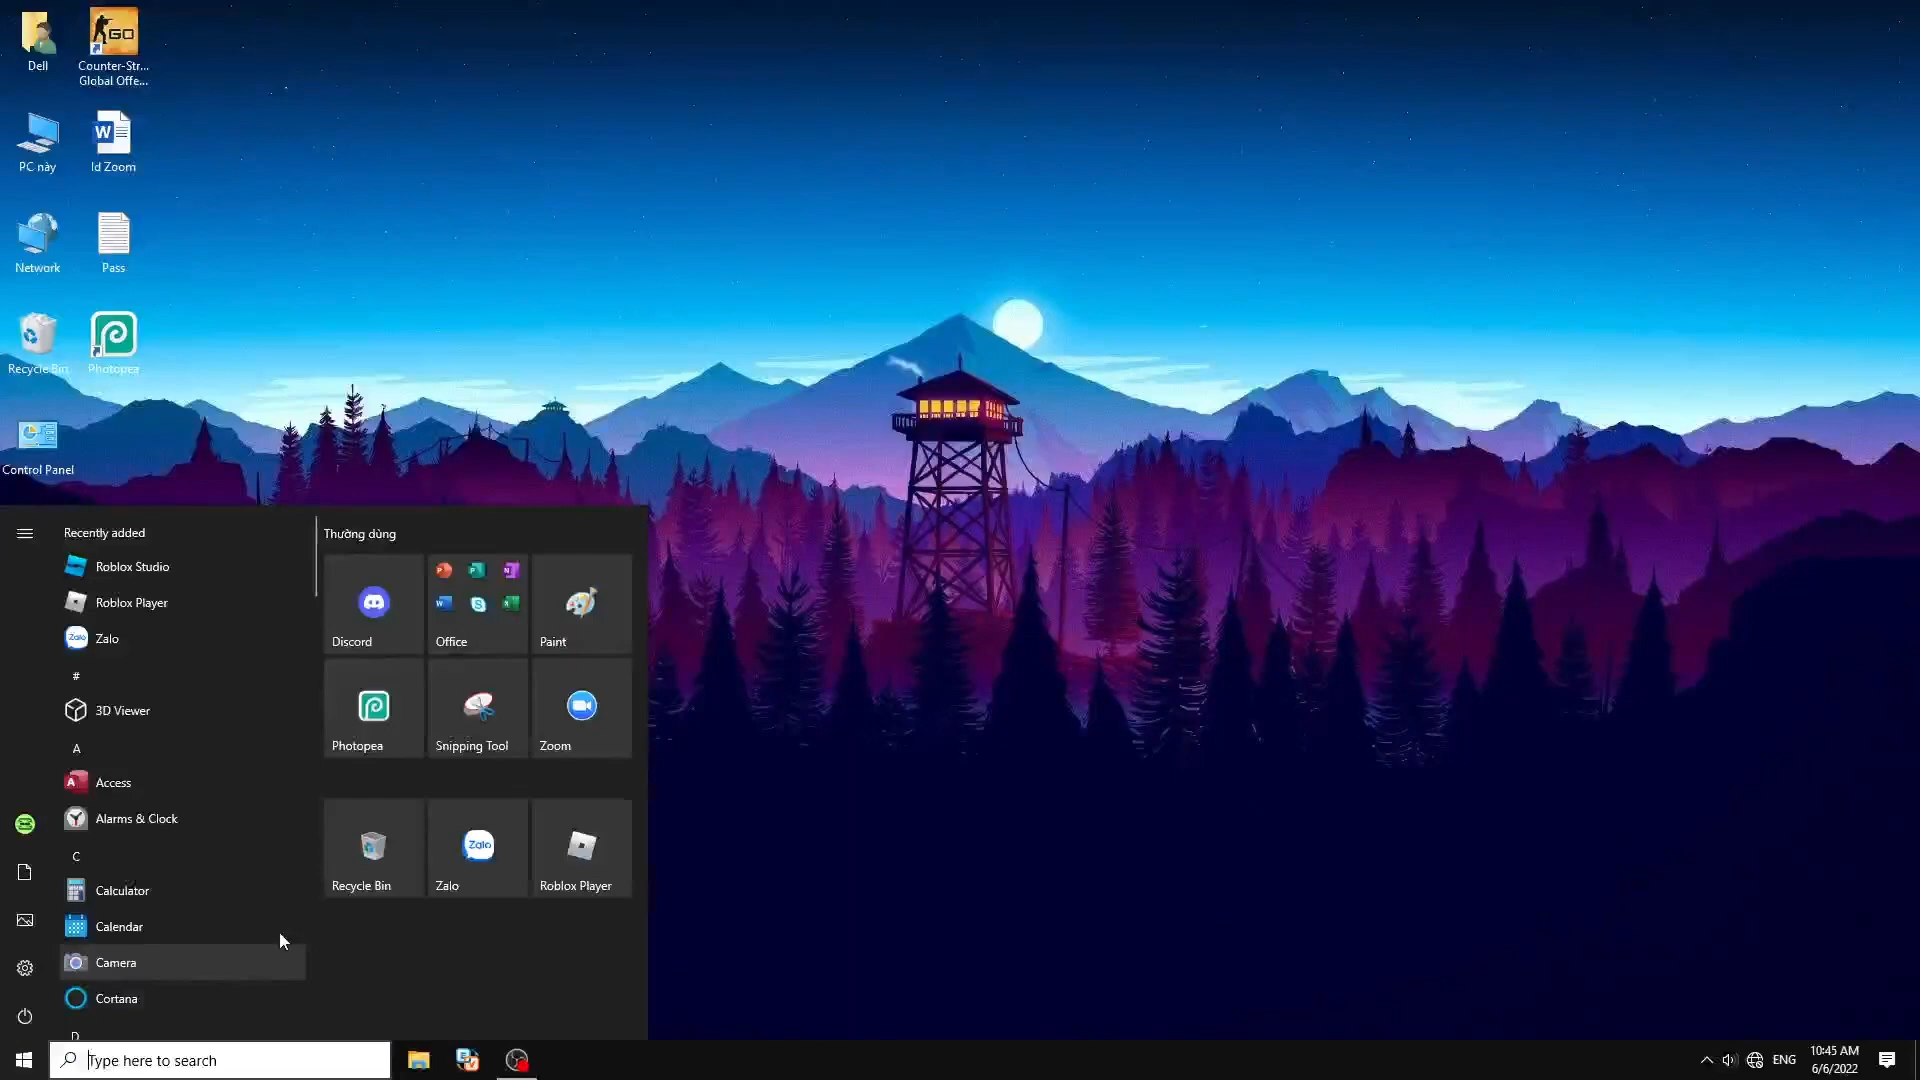 GO
Dell
Counter-Str...
Global Offe...
W
PC này
Id Zoom
Network
Pass
Recycle Bin
Photopea
Control Panel
Recently added
Roblox Studio
Roblox Player
Zalo
Zalo
#
3D Viewer
A
A
Access
Alarms & Clock
C
Calculator
Calendar
Camera
Cortana
D
Thường dùng
Discord
Office
Paint
Photopea
Snipping Tool
Zoom
Recycle Bin
Zalo
Zalo
Roblox Player
Type here to search
ENG
10:45 AM
6/6/2022